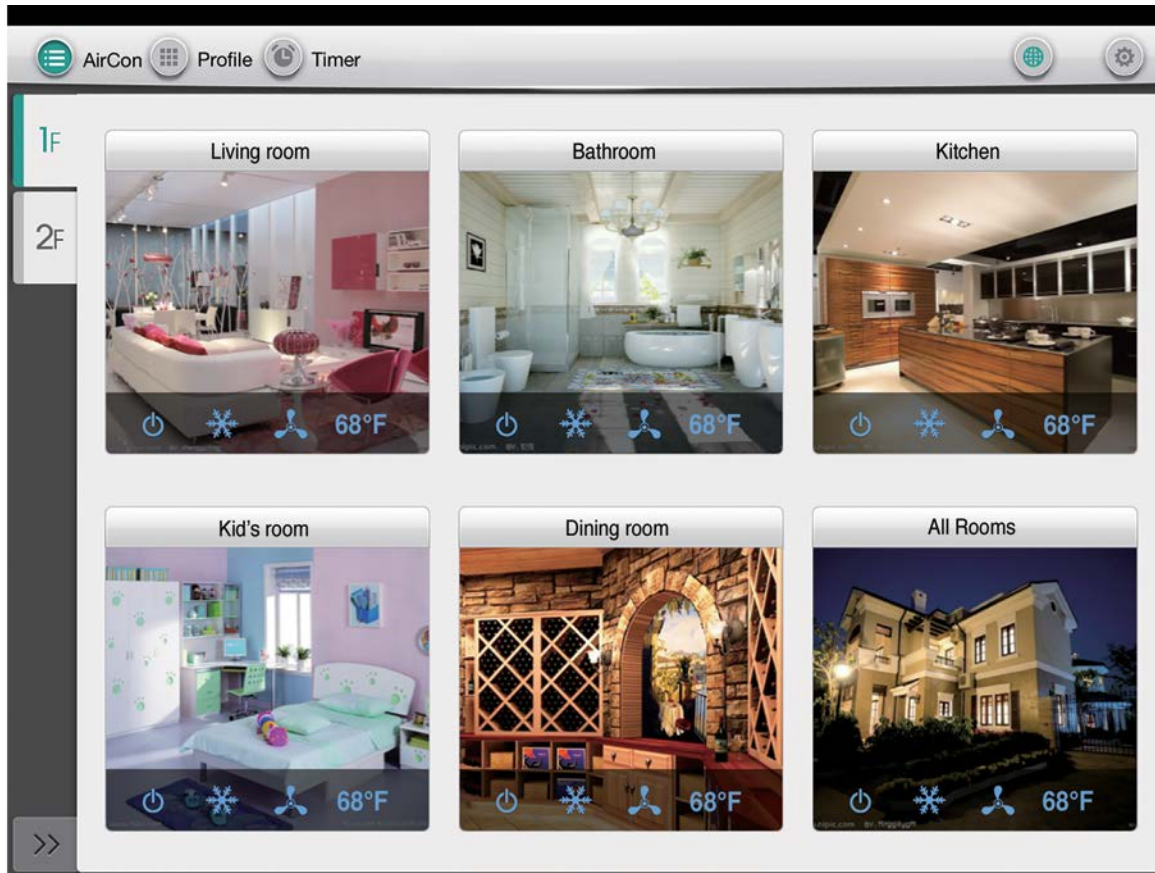 AirCon Profile Timer
1F
2F
Living room
Bathroom
Kitchen
68°F
68°F
68°F
Kid's room
Dining room
All Rooms
68°F
68°F
68°F
>>